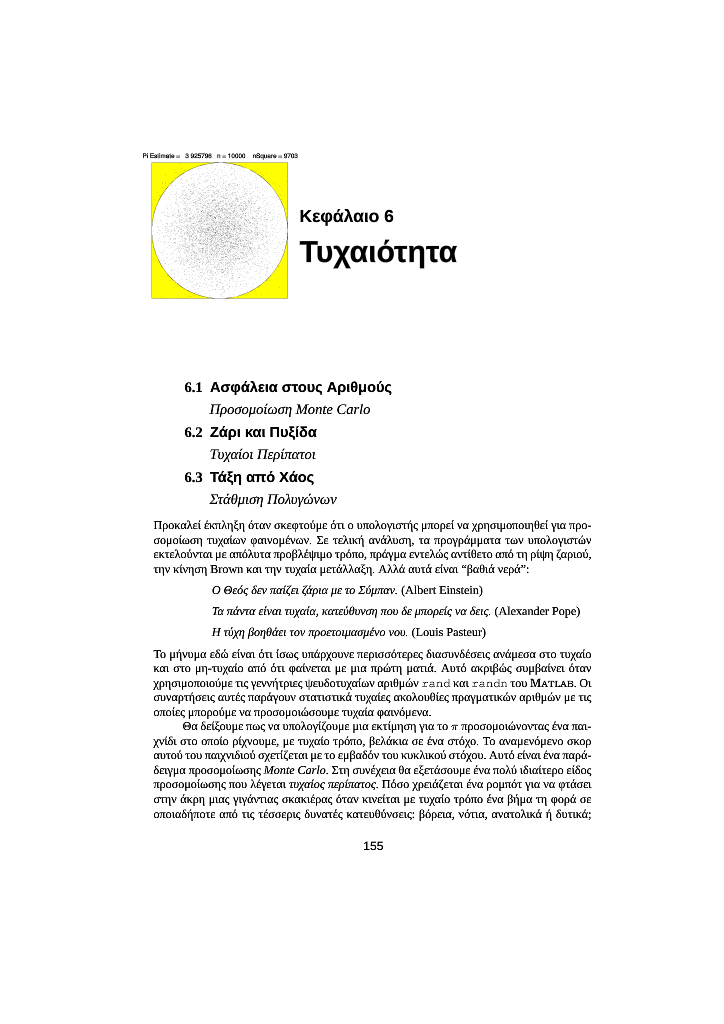 Pi Estimate = 3.925796 n = 10000 nSquare = 9703
Κεφάλαιο 6
Τυχαιότητα
6.1 Ασφάλεια στους Αριθμούς
Προσομοίωση Monte Carlo
6.2 Ζάρι και Πυξίδα
Τυχαίοι Περίπατοι
6.3 Τάξη από Χάος
Στάθμιση Πολυγώνων
Προκαλεί έκπληξη όταν σκεφτούμε ότι ο υπολογιστής μπορεί να χρησιμοποιηθεί για προ-
σομοίωση τυχαίων φαινομένων. Σε τελική ανάλυση, τα προγράμματα των υπολογιστών
εκτελούνται με απόλυτα προβλέψιμο τρόπο, πράγμα εντελώς αντίθετο από τη ρίψη ζαριού,
την κίνηση Brown και την τυχαία μετάλλαξη. Αλλά αυτά είναι “βαθιά νερά”:
Ο Θεός δεν παίζει ζάρια με το Σύμπαν. (Albert Einstein)
Τα πάντα είναι τυχαία, κατεύθυνση που δε μπορείς να δεις. (Alexander Pope)
Η τύχη βοηθάει τον προετοιμασμένο νου. (Louis Pasteur)
Το μήνυμα εδώ είναι ότι ίσως υπάρχουνε περισσότερες διασυνδέσεις ανάμεσα στο τυχαίο
και στο μη-τυχαίο από ότι φαίνεται με μια πρώτη ματιά. Αυτό ακριβώς συμβαίνει όταν
χρησιμοποιούμε τις γεννήτριες ψευδοτυχαίων αριθμών rand και randn του MATLAB. Οι
συναρτήσεις αυτές παράγουν στατιστικά τυχαίες ακολουθίες πραγματικών αριθμών με τις
οποίες μπορούμε να προσομοιώσουμε τυχαία φαινόμενα.
Θα δείξουμε πως να υπολογίζουμε μια εκτίμηση για το π προσομοιώνοντας ένα παι-
χνίδι στο οποίο ρίχνουμε, με τυχαίο τρόπο, βελάκια σε ένα στόχο. Το αναμενόμενο σκορ
αυτού του παιχνιδιού σχετίζεται με το εμβαδόν του κυκλικού στόχου. Αυτό είναι ένα παρά-
δειγμα προσομοίωσης Monte Carlo. Στη συνέχεια θα εξετάσουμε ένα πολύ ιδιαίτερο είδος
προσομοίωσης που λέγεται τυχαίος περίπατος. Πόσο χρειάζεται ένα ρομπότ για να φτάσει
στην άκρη μιας γιγάντιας σκακιέρας όταν κινείται με τυχαίο τρόπο ένα βήμα τη φορά σε
οποιαδήποτε από τις τέσσερις δυνατές κατευθύνσεις: βόρεια, νότια, ανατολικά ή δυτικά;
155